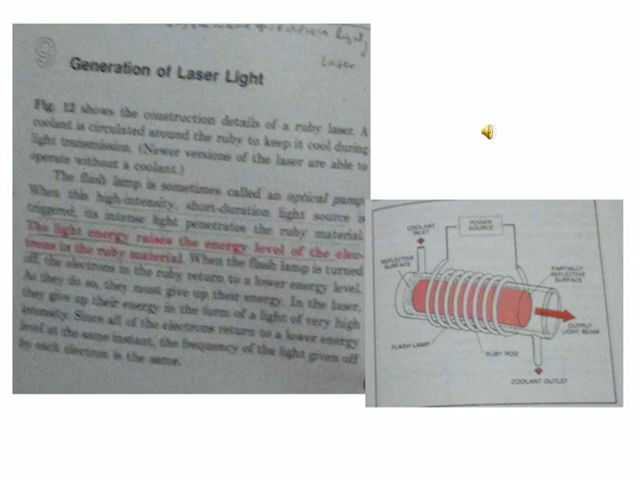 light
Laser
9
Generation of Laser Light
Fig. 12 shows the construction details of a ruby laser. A
coolant is circulated around the ruby to keep it cool during
light transmission. (Newer versions of the laser are able to
operate without a coolant.)
The flash lamp is sometimes called an optical pump.
When this high-intensity, short-duration light source is
triggered, its intense light penetrates the ruby material.
The light energy raises the energy level of the elec-
trons in the ruby material. When the flash lamp is turned
off, the electrons in the ruby return to a lower energy level.
As they do so, they must give up their energy. In the laser,
they give up their energy in the form of a light of very high
intensity. Since all of the electrons return to a lower energy
level at the same instant, the frequency of the light given off
by each electron is the same.
COOLANT
INLET
POWER
SOURCE
REFLECTIVE
SURFACE
PARTIALLY
REFLECTIVE
SURFACE
OUTPUT
LIGHT BEAM
FLASH LAMP
RUBY ROD
COOLANT OUTLET